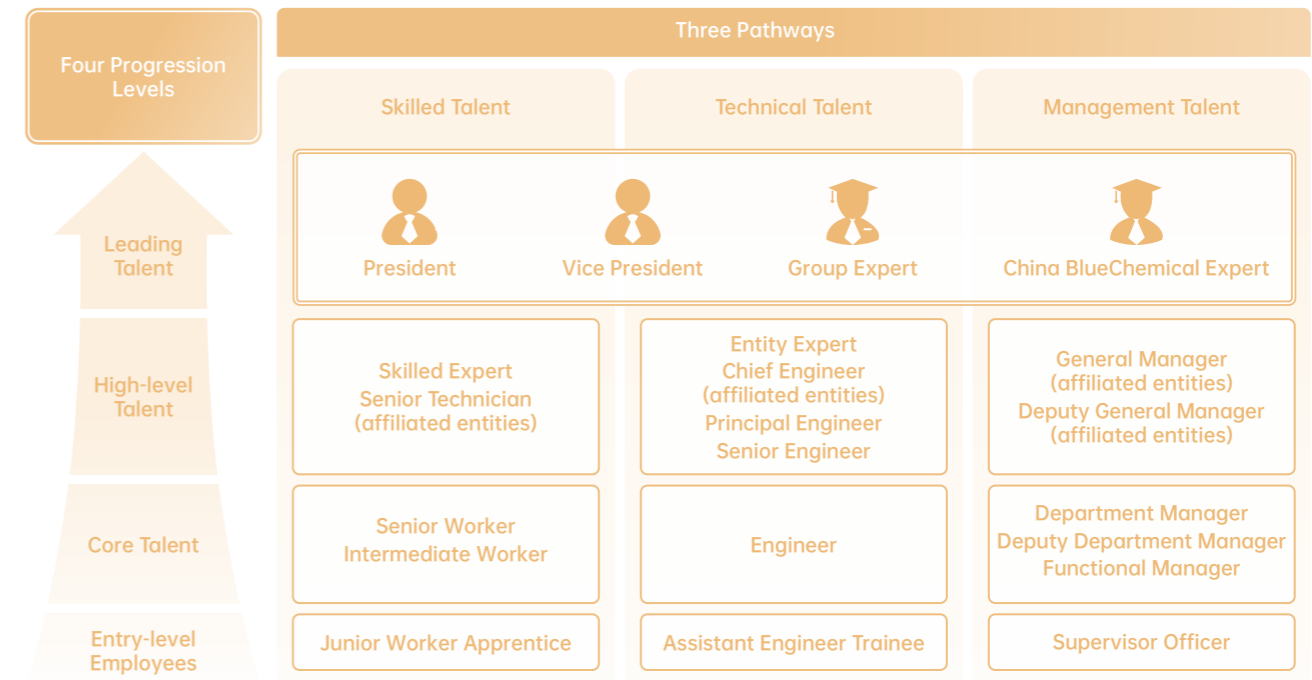 Four Progression
Levels
Three Pathways
Skilled Talent
Technical Talent
Management Talent
Leading
Talent
President
Vice President
Group Expert
China BlueChemical Expert
High-level
Talent
Skilled Expert
Senior Technician
(affiliated entities)
Entity Expert
Chief Engineer
(affiliated entities)
Principal Engineer
Senior Engineer
General Manager
(affiliated entities)
Deputy General Manager
(affiliated entities)
Core Talent
Senior Worker
Intermediate Worker
Engineer
Department Manager
Deputy Department Manager
Functional Manager
Entry-level
Employees
Junior Worker Apprentice
Assistant Engineer Trainee
Supervisor Officer